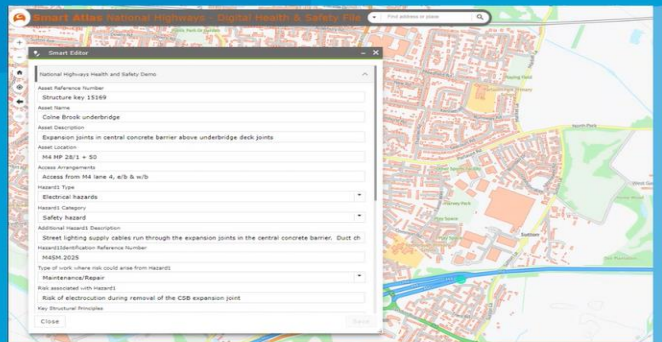 Smart Atlas National Highways - Digital Health & Safety File
Find address or place
Smart Editor
National Highways Health and Safety Demo
Asset Reference Number
Structure key 15169
Asset Name
Colne Brook underbridge
Asset Description
Expansion joints in central concrete barrier above underbridge deck joints
Asset Location
M4 MP 28/1 + 50
Access Arrangements
Access from M4 lane 4, e/b & w/b
Hazard1 Type
Electrical hazards
Hazard1 Category
Safety hazard
Additional Hazard1 Description
Street lighting supply cables run through the expansion joints in the central concrete barrier. Duct ch
Hazard1Identification Reference Number
M4SM.2025
Type of work where risk could arise from Hazard1
Maintenance/Repair
Risk associated with Hazard1
Risk of electrocution during removal of the CSB expansion joint
Key Structural Principles
Close
Save
Playing Field
North Park